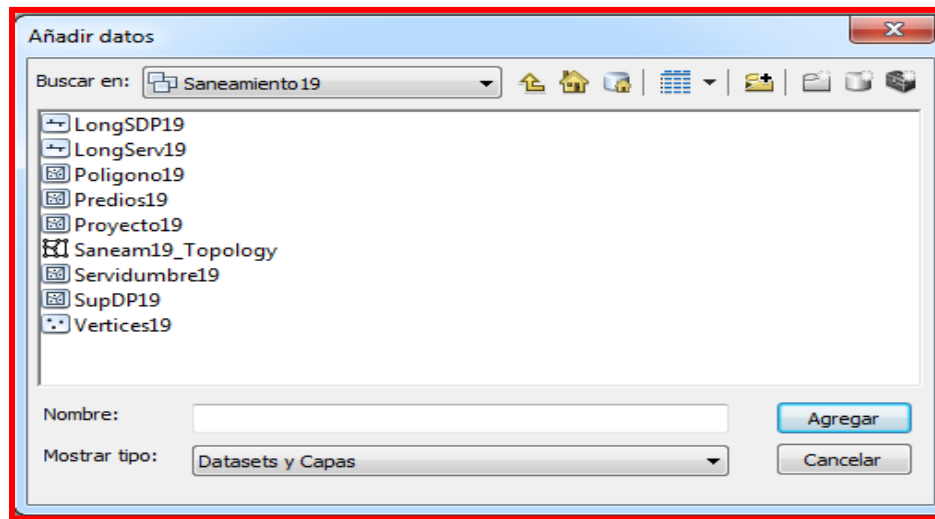 Añadir datos
Buscar en: Saneamiento19
LongSDP19
LongServ19
Poligono19
Predios19
Proyecto19
Saneam19_Topology
Servidumbre19
SupDP19
Vertices19
Nombre:
Agregar
Mostrar tipo: Datasets y Capas
Cancelar